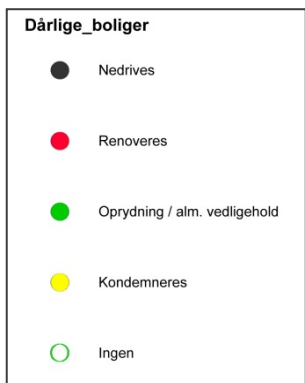 Dårlige_boliger
Nedrives
Renoveres
Oprydning / alm. vedligehold
Kondemneres
Ingen